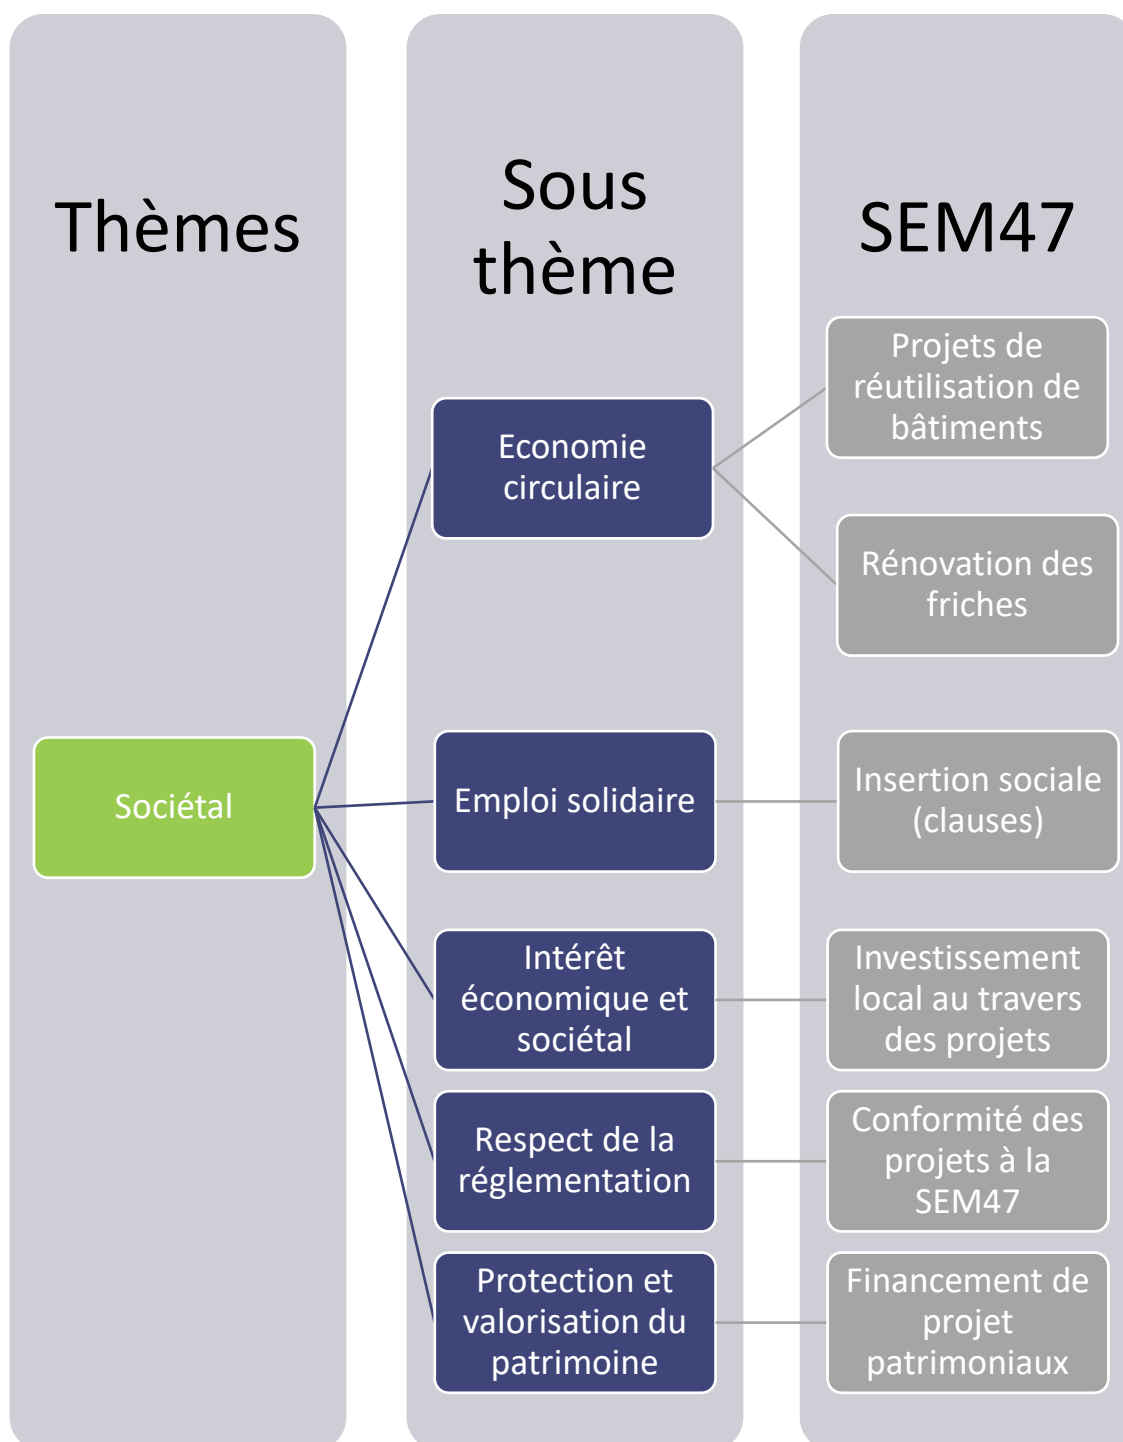 Thèmes
Sous
thème
SEM47
Sociétal
Economie
circulaire
Projets de
réutilisation de
bâtiments
Rénovation des
friches
Emploi solidaire
Insertion sociale
(clauses)
Intérêt
économique et
sociétal
Investissement
local au travers
des projets
Respect de la
réglementation
Conformité des
projets à la
SEM47
Protection et
valorisation du
patrimoine
Financement de
projet
patrimoniaux